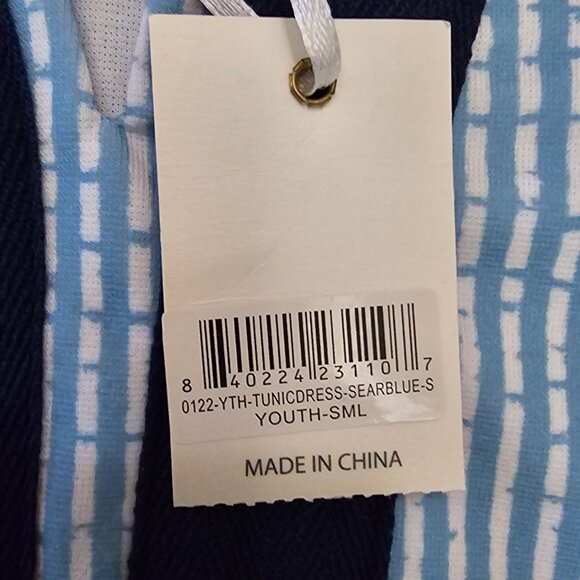 8 40224 23110 7
0122-YTH-TUNICDRESS-SEARBLUE-S
YOUTH-SML
MADE IN CHINA